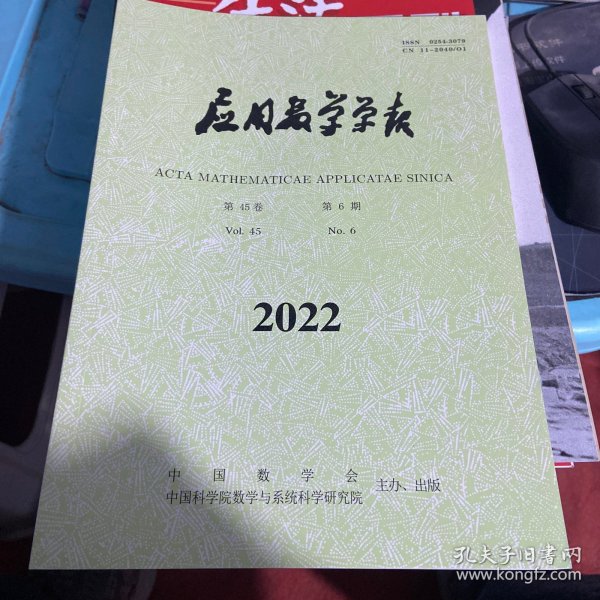 ISSN 0254-3079
CN 11-2040/O1
应用数学学报
ACTA MATHEMATICAE APPLICATAE SINICA
第 45 卷 第 6 期
Vol. 45 No. 6
2022
中国数学会
中国科学院数学与系统科学研究院
主办、出版
孔夫子旧书网
www.kongfz.com